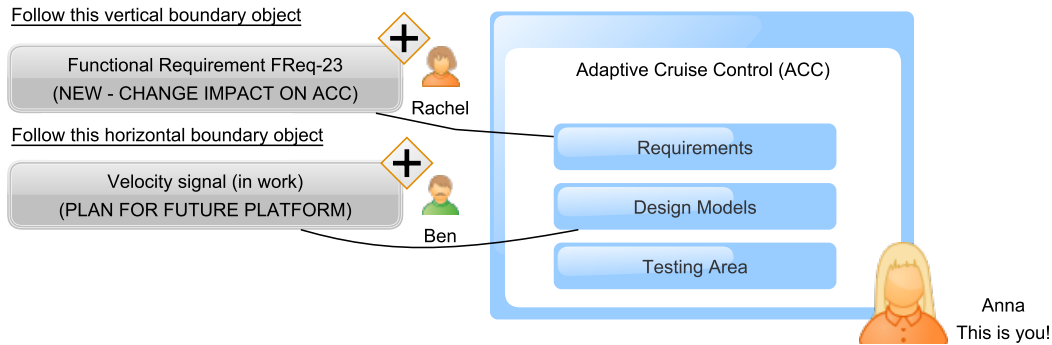 Follow this vertical boundary object
Functional Requirement FReq-23
(NEW - CHANGE IMPACT ON ACC)
Rachel
Follow this horizontal boundary object
Velocity signal (in work)
(PLAN FOR FUTURE PLATFORM)
Ben
Adaptive Cruise Control (ACC)
Requirements
Design Models
Testing Area
Anna
This is you!